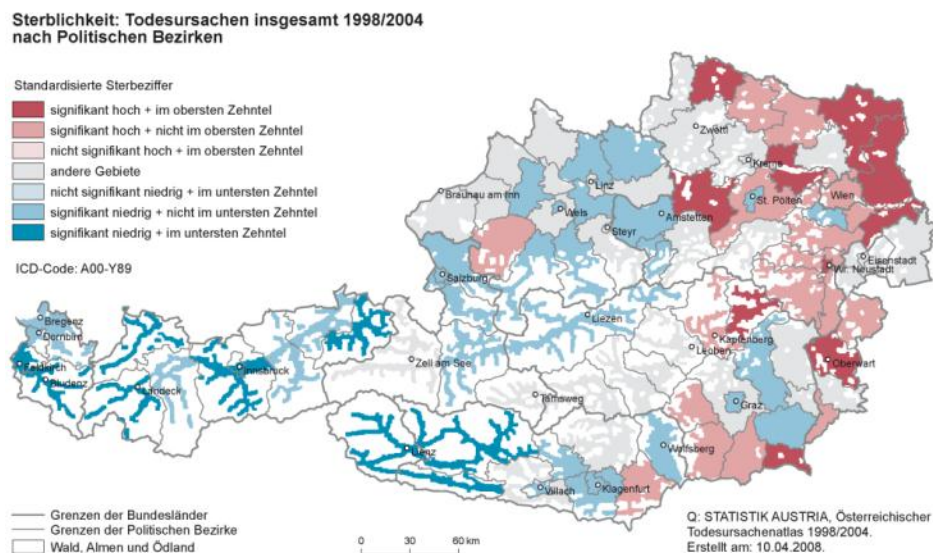 Sterblichkeit: Todesursachen insgesamt 1998/2004
nach Politischen Bezirken
Standardisierte Sterbeziffer
signifikant hoch + im obersten Zehntel
signifikant hoch + nicht im obersten Zehntel
nicht signifikant hoch + im obersten Zehntel
andere Gebiete
nicht signifikant niedrig + im untersten Zehntel
signifikant niedrig + nicht im untersten Zehntel
signifikant niedrig + im untersten Zehntel
ICD-Code: A00-Y89
Zwettl
Krems
Linz
Braunau am Inn
St. Pölten
Wien
Wels
Amstetten
Steyr
Eisenstadt
Wr. Neustadt
Salzburg
Liezen
Bregenz
Dornbirn
Kapfenberg
Leoben
Zell am See
Oberwart
Feldkirch
Innsbruck
Bludenz
Landeck
Tamsweg
Graz
Lienz
Wolfsberg
Villach
Klagenfurt
Grenzen der Bundesländer
Grenzen der Politischen Bezirke
Wald, Almen und Ödland
0 30 60 km
Q: STATISTIK AUSTRIA, Österreichischer
Todesursachenatlas 1998/2004.
Erstellt am: 10.04.2008.